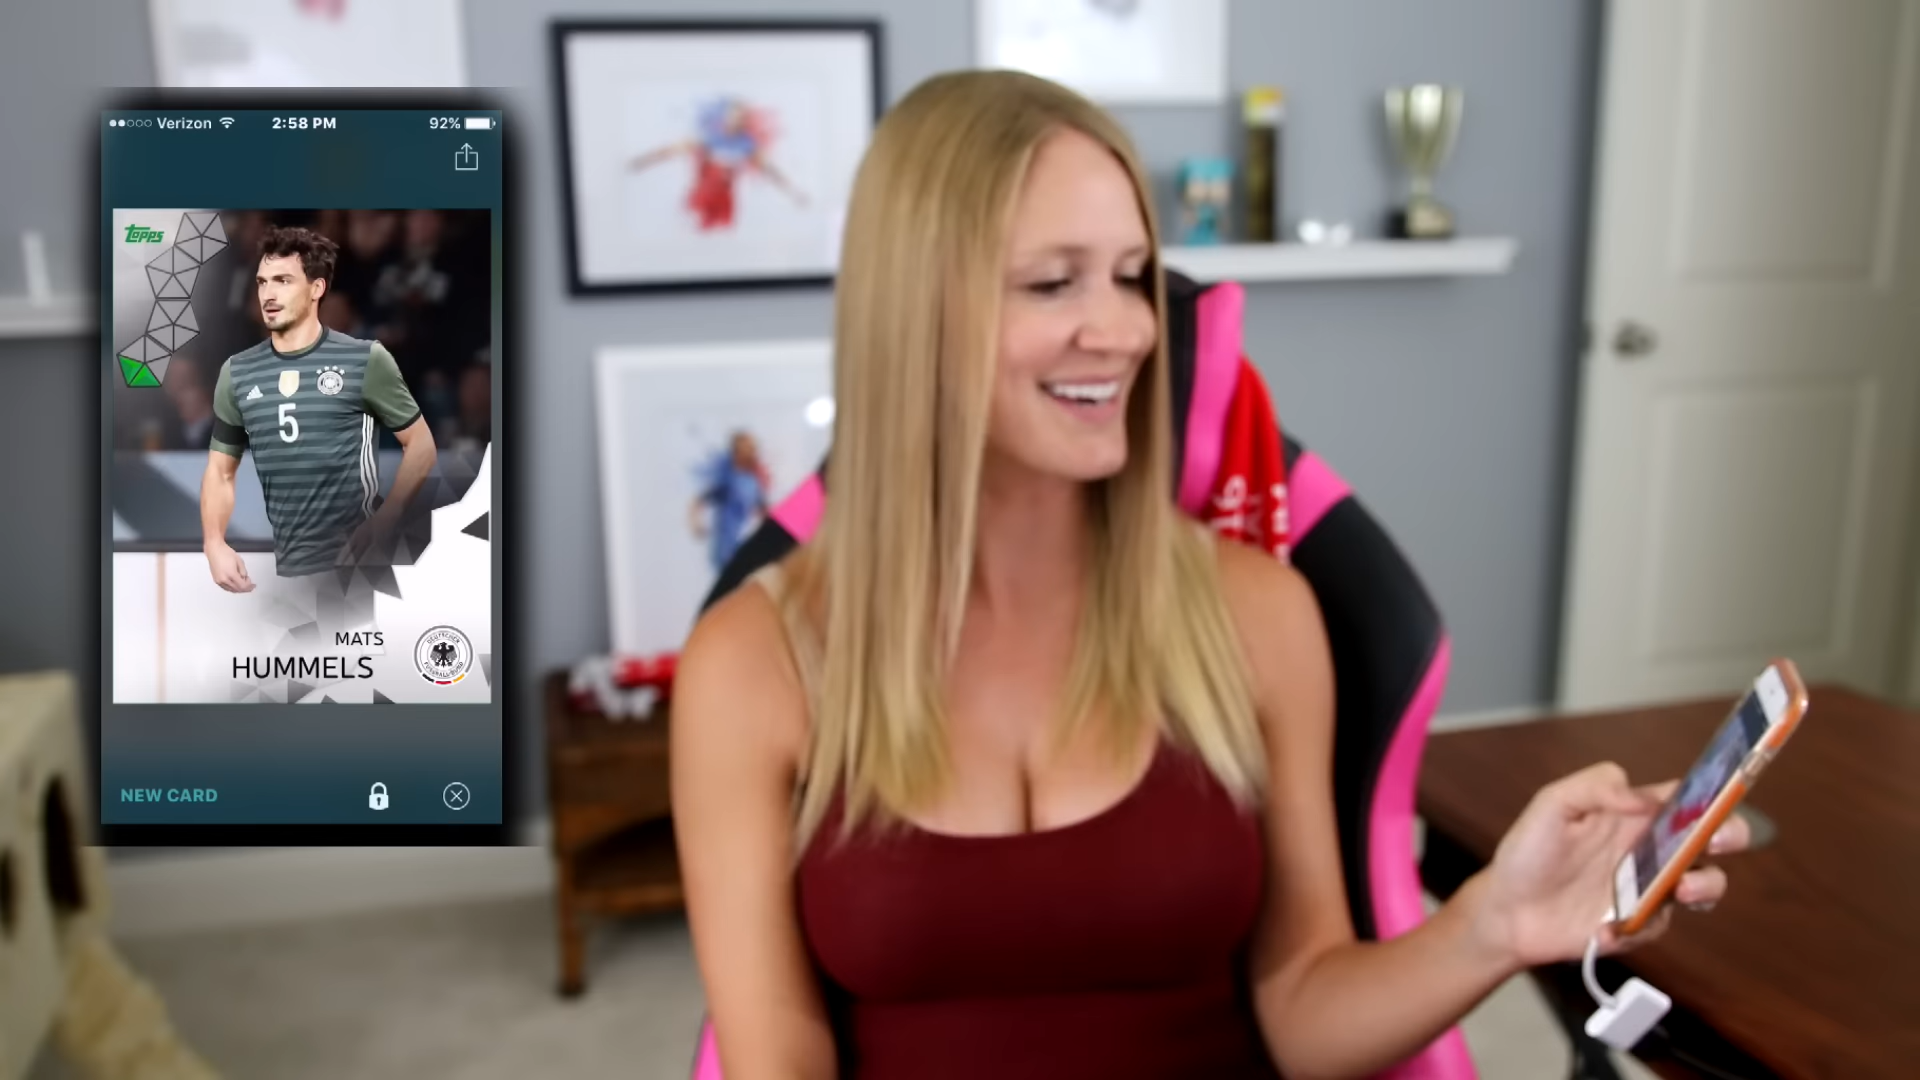 Verizon 2:58 PM 92%
topps
5
MATS
HUMMELS
NEW CARD